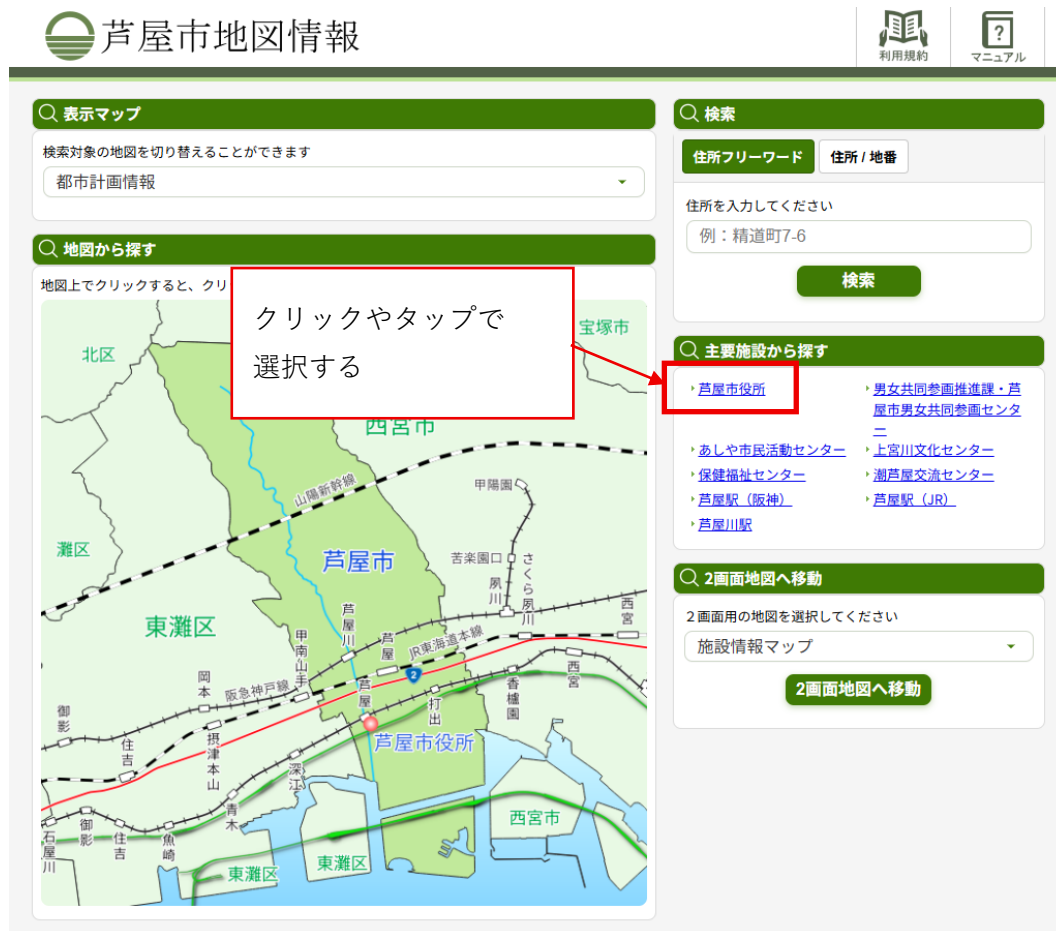 芦屋市地図情報
利用規約
マニュアル
表示マップ
検索対象の地図を切り替えることができます
都市計画情報
地図から探す
地図上でクリックすると、クリ
クリックやタップで
選択する
宝塚市
北区
西宮市
山陽新幹線
甲陽園
灘区
芦屋市
苦楽園口
さくら夙川
夙川
西宮
東灘区
芦屋川
甲南山手
芦屋
JR東海道本線
2
岡本
阪急神戸線
芦屋
打出
香櫨園
西宮
御影
住吉
摂津本山
芦屋市役所
深江
青木
西宮市
石屋川
御影
住吉
魚崎
東灘区
東灘区
検索
住所フリーワード
住所 / 地番
住所を入力してください
例：精道町7-6
検索
主要施設から探す
芦屋市役所
男女共同参画推進課・芦
屋市男女共同参画センタ
ー
あしや市民活動センター
上宮川文化センター
保健福祉センター
潮芦屋交流センター
芦屋駅（阪神）
芦屋駅（JR）
芦屋川駅
2画面地図へ移動
２画面用の地図を選択してください
施設情報マップ
2画面地図へ移動